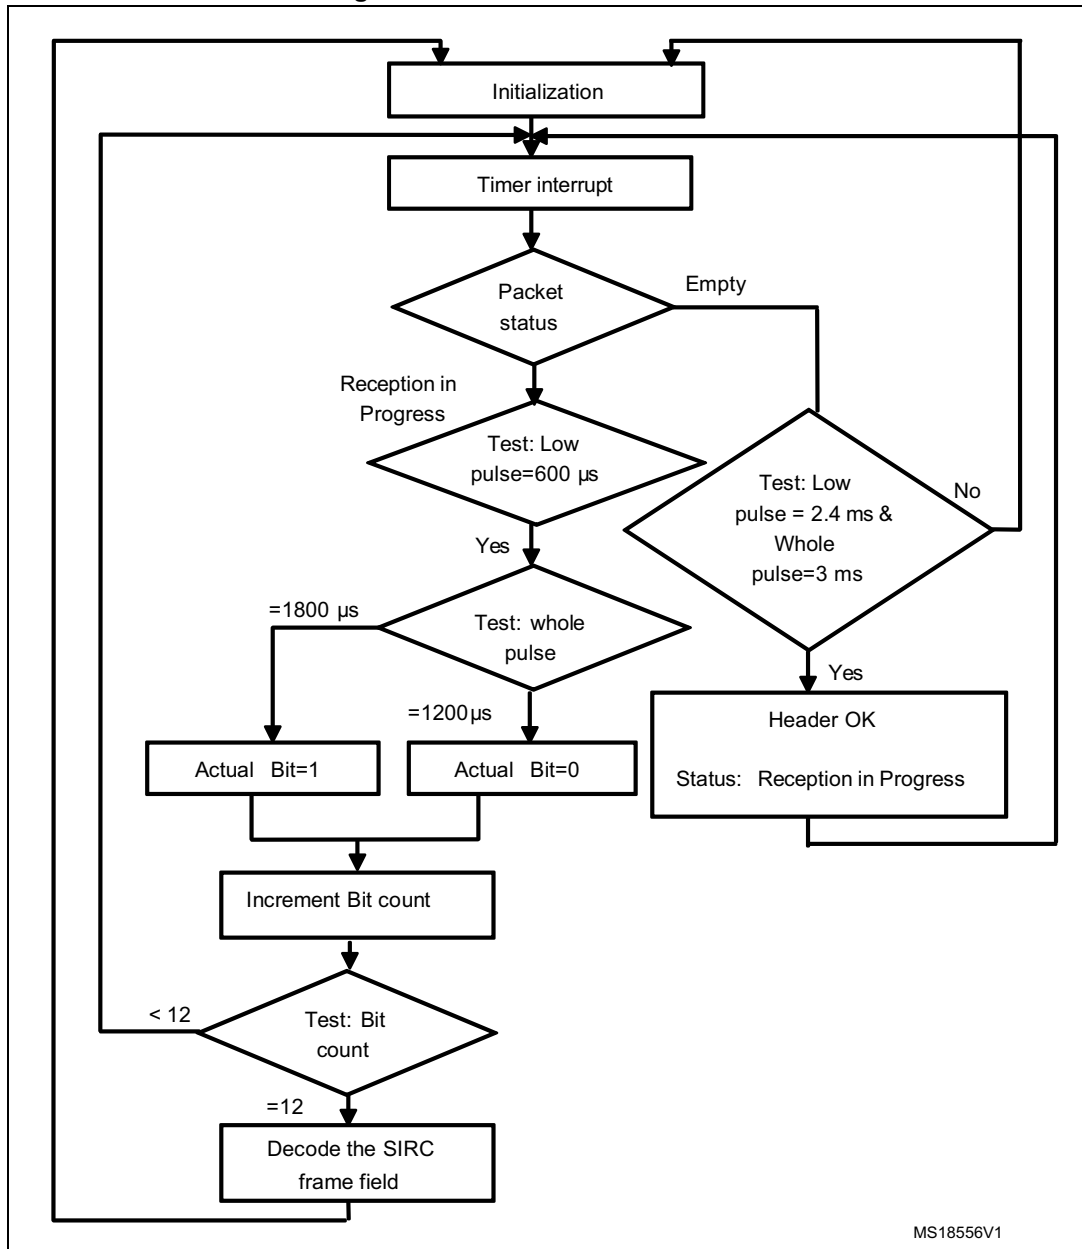 Initialization
Timer interrupt
Packet
status
Empty
Reception in
Progress
Test: Low
pulse=600 µs
Test: Low
pulse = 2.4 ms &
Whole
pulse=3 ms
No
Yes
=1800 µs
Test: whole
pulse
Yes
=1200µs
Header OK
Status: Reception in Progress
Actual Bit=1
Actual Bit=0
Increment Bit count
< 12
Test: Bit
count
=12
Decode the SIRC
frame field
MS18556V1